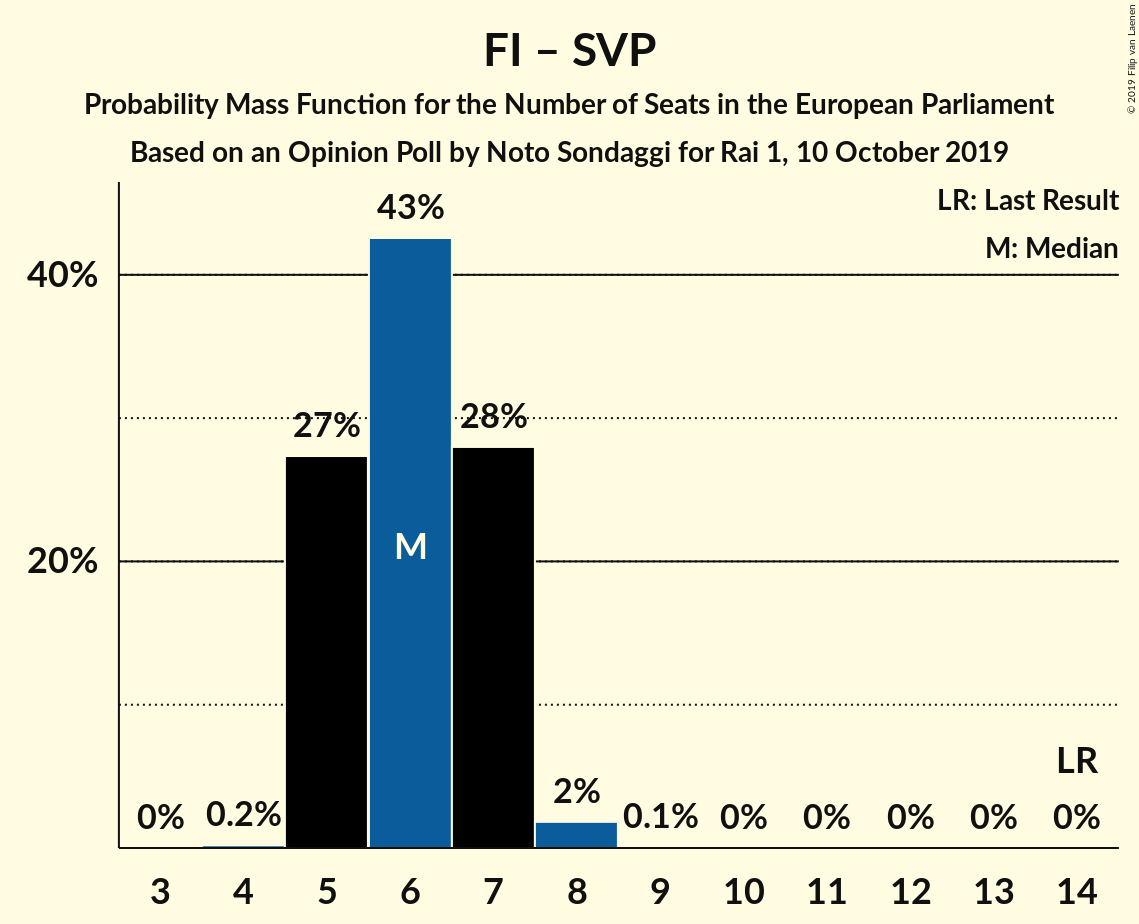 FI – SVP
Probability Mass Function for the Number of Seats in the European Parliament
Based on an Opinion Poll by Noto Sondaggi for Rai 1, 10 October 2019
© 2019 Filip van Laenen
LR: Last Result
M: Median
43%
40%
27%
28%
M
20%
LR
0%
0.2%
2%
0.1%
0%
0%
0%
0%
0%
3 4 5 6 7 8 9 10 11 12 13 14